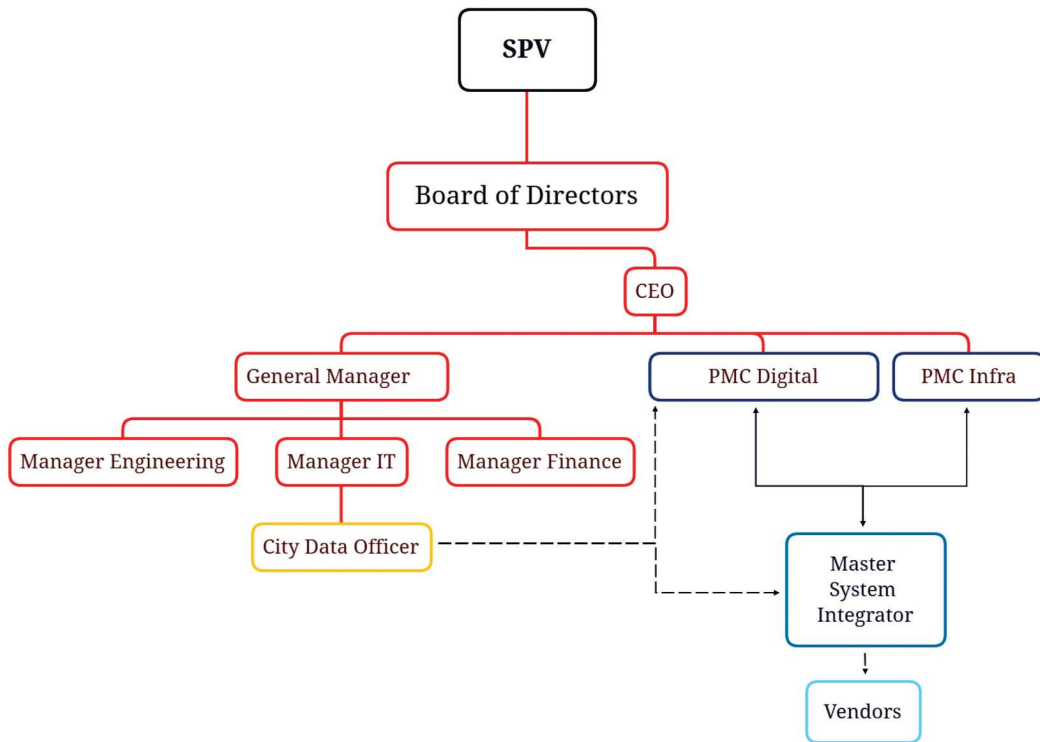 SPV
Board of Directors
CEO
General Manager
PMC Digital
PMC Infra
Manager Engineering
Manager IT
Manager Finance
City Data Officer
Master
System
Integrator
Vendors